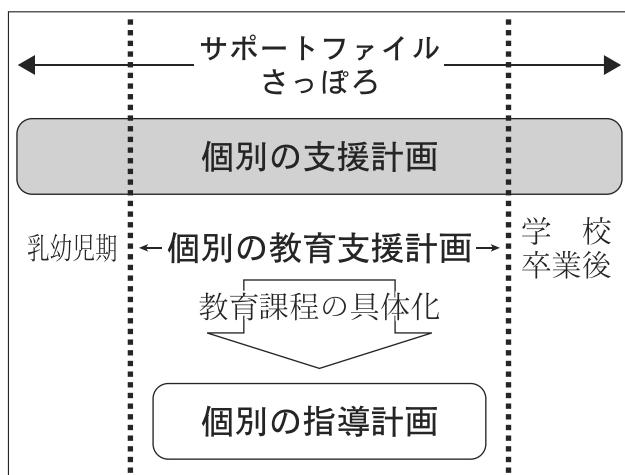 サポートファイル
さっぽろ
個別の支援計画
乳幼児期
個別の教育支援計画
学 校
卒業後
教育課程の具体化
個別の指導計画